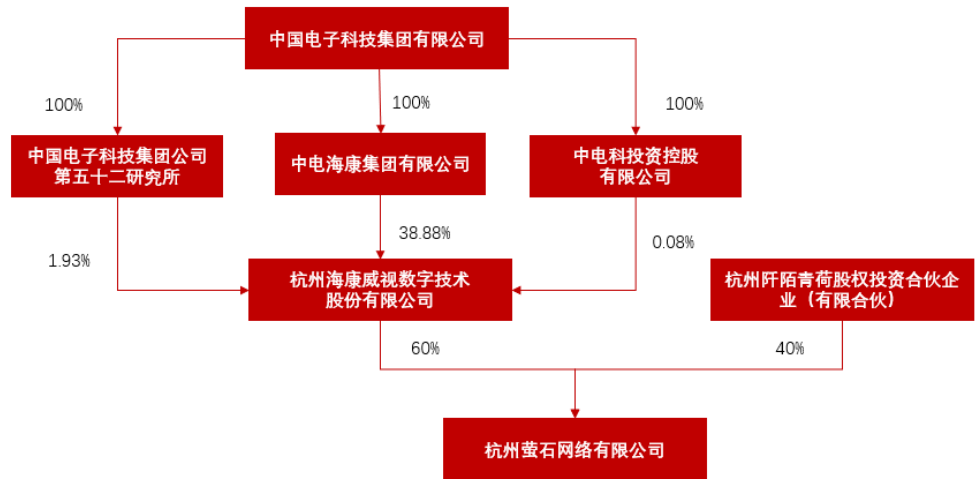 中国电子科技集团有限公司
100%
100%
100%
中国电子科技集团公司
第五十二研究所
中电海康集团有限公司
中电科投资控股
有限公司
1.93%
38.88%
0.08%
杭州海康威视数字技术
股份有限公司
杭州阡陌青荷股权投资合伙企
业（有限合伙）
60%
40%
杭州萤石网络有限公司